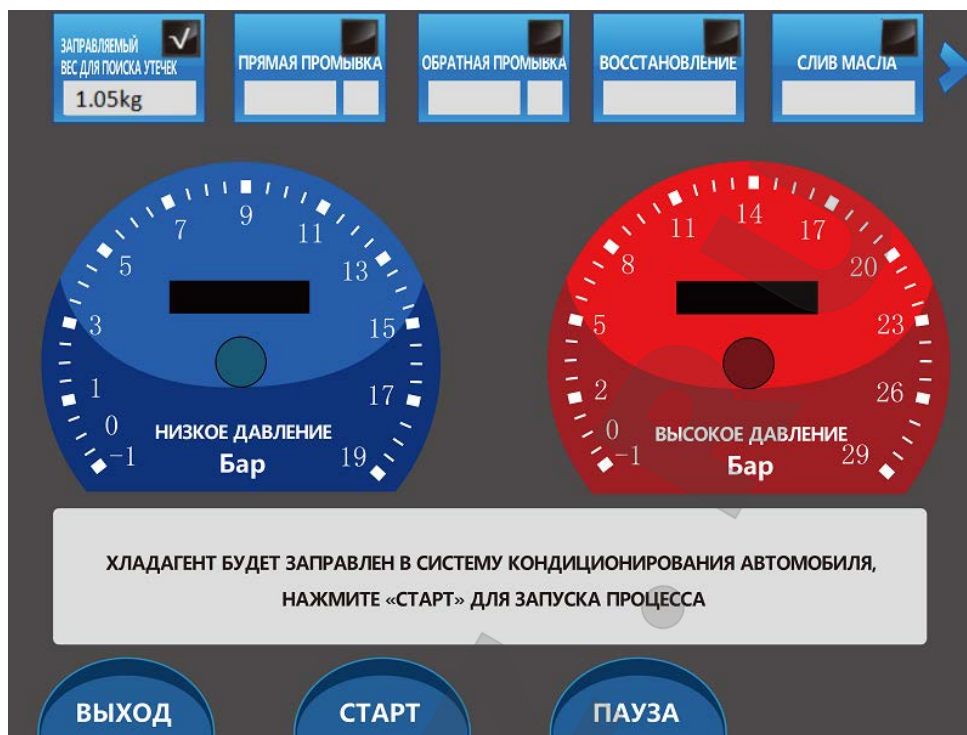 ЗАПРАВЛЯЕМЫЙ
ВЕС ДЛЯ ПОИСКА УТЕЧЕК
1.05kg
ПРЯМАЯ ПРОМЫВКА
ОБРАТНАЯ ПРОМЫВКА
ВОССТАНОВЛЕНИЕ
СЛИВ МАСЛА
-1
0
1
3
5
7
9
11
13
15
17
19
НИЗКОЕ ДАВЛЕНИЕ
Бар
-1
0
2
5
8
11
14
17
20
23
26
29
ВЫСОКОЕ ДАВЛЕНИЕ
Бар
ХЛАДАГЕНТ БУДЕТ ЗАПРАВЛЕН В СИСТЕМУ КОНДИЦИОНИРОВАНИЯ АВТОМОБИЛЯ,
НАЖМИТЕ «СТАРТ» ДЛЯ ЗАПУСКА ПРОЦЕССА
ВЫХОД
СТАРТ
ПАУЗА